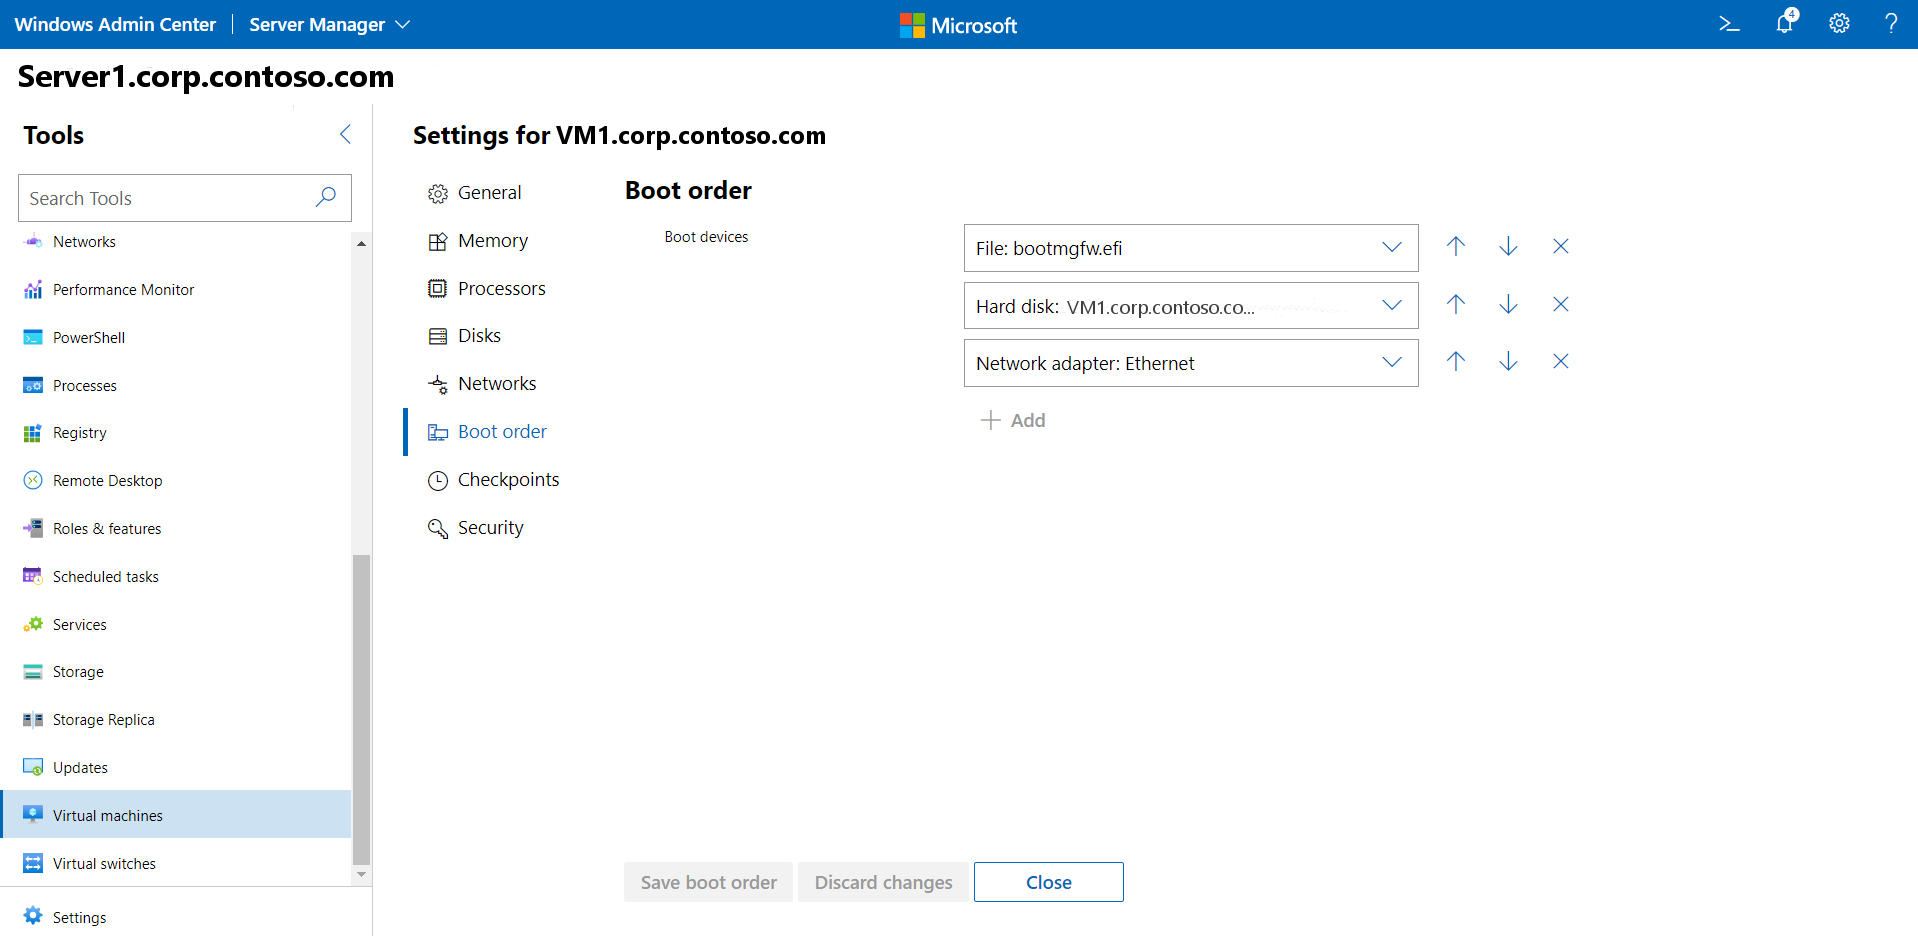 Windows Admin Center | Server Manager
Microsoft
4
Server1.corp.contoso.com
Tools
Search Tools
Networks
Performance Monitor
PowerShell
Processes
Registry
Remote Desktop
Roles & features
Scheduled tasks
Services
Storage
Storage Replica
Updates
Virtual machines
Virtual switches
Settings
Settings for VM1.corp.contoso.com
General
Memory
Processors
Disks
Networks
Boot order
Checkpoints
Security
Boot order
Boot devices
File: bootmgfw.efi
Hard disk: VM1.corp.contoso.co...
Network adapter: Ethernet
Add
Save boot order
Discard changes
Close